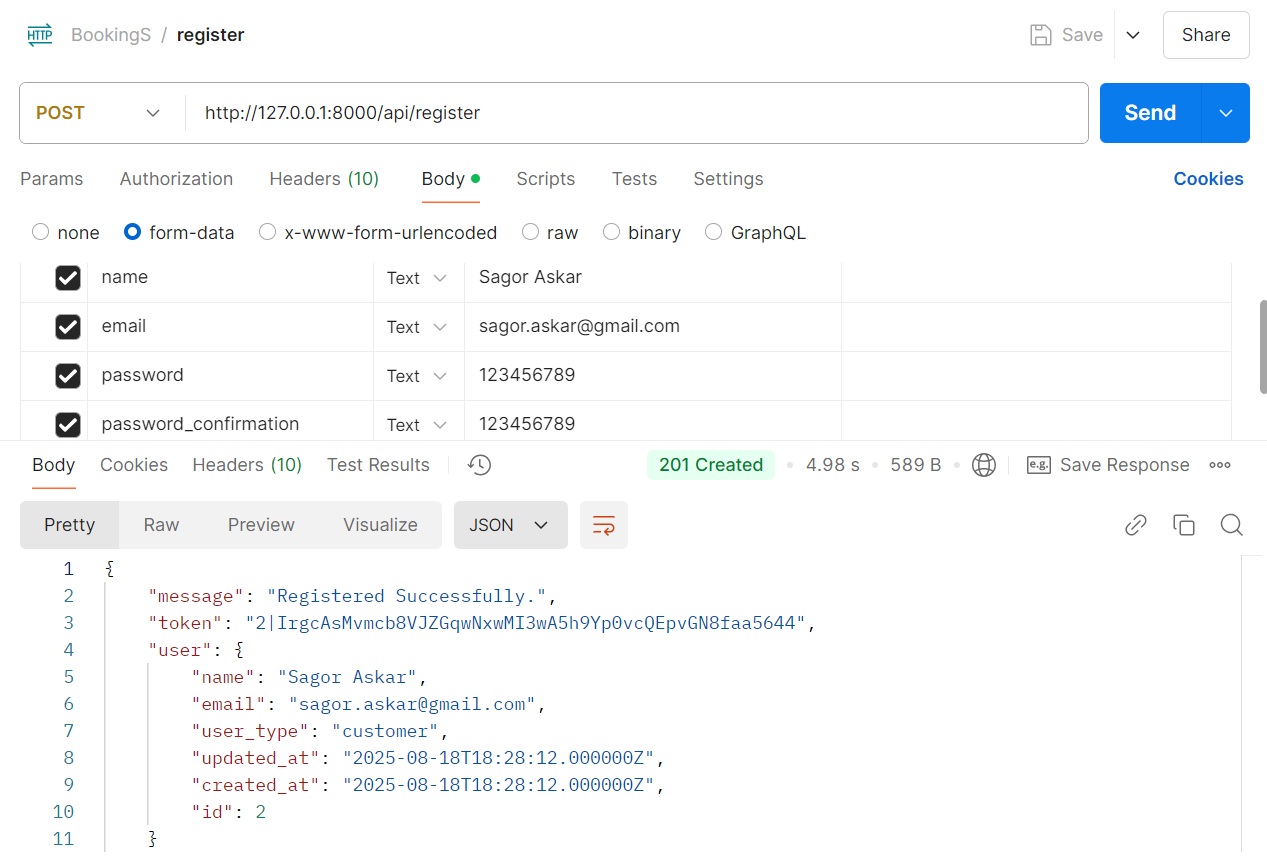 HTTP BookingS / register Save Share
POST http://127.0.0.1:8000/api/register Send
Params Authorization Headers (10) Body Scripts Tests Settings Cookies
none form-data x-www-form-urlencoded raw binary GraphQL
name Text Sagor Askar
email Text sagor.askar@gmail.com
password Text 123456789
password_confirmation Text 123456789
Body Cookies Headers (10) Test Results 201 Created • 4.98 s • 589 B • e.g. Save Response
Pretty Raw Preview Visualize JSON
1 {
2 "message": "Registered Successfully.",
3 "token": "2|IrgcAsMvmcb8VJZGqwNxwMI3wA5h9Yp0vcQEpvGN8faa5644",
4 "user": {
5 "name": "Sagor Askar",
6 "email": "sagor.askar@gmail.com",
7 "user_type": "customer",
8 "updated_at": "2025-08-18T18:28:12.000000Z",
9 "created_at": "2025-08-18T18:28:12.000000Z",
10 "id": 2
11 }